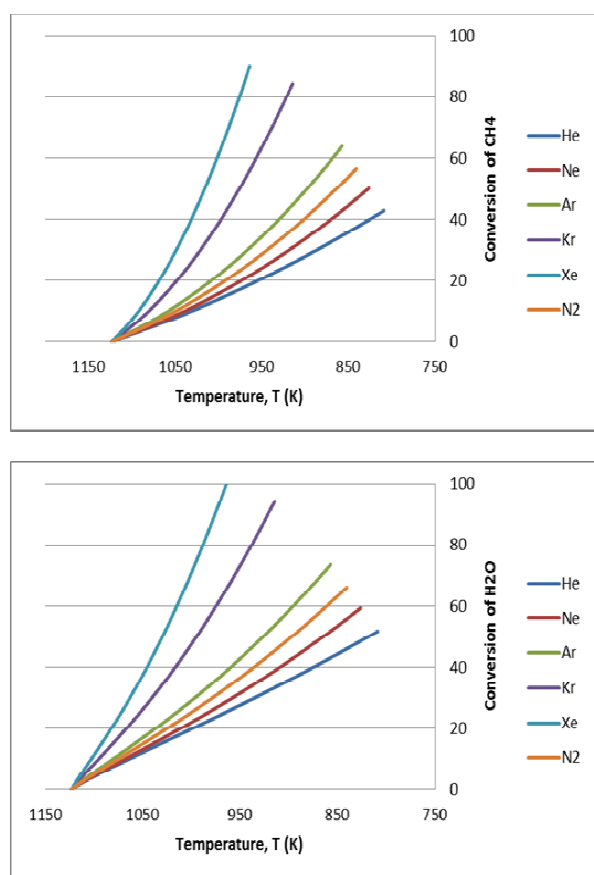 100
80
60
40
20
0
1150
1050
950
850
750
Temperature, T (K)
Conversion of CH4
He
Ne
Ar
Kr
Xe
N2
100
80
60
40
20
0
1150
1050
950
850
750
Temperature, T (K)
Conversion of H2O
He
Ne
Ar
Kr
Xe
N2